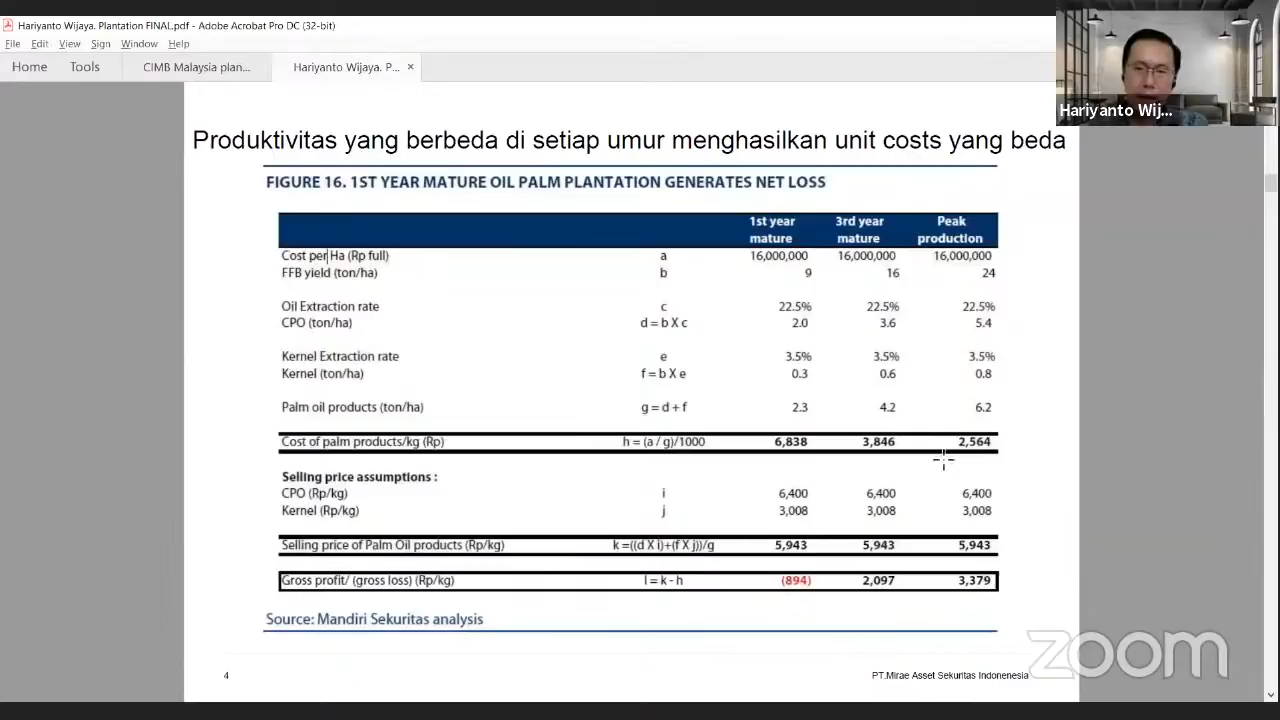 Hariyanto Wijaya. Plantation FINAL.pdf - Adobe Acrobat Pro DC (32-bit)
File Edit View Sign Window Help
Home Tools CIMB Malaysia plan... Hariyanto Wijaya. P... ×
Hariyanto Wij...
Produktivitas yang berbeda di setiap umur menghasilkan unit costs yang beda
FIGURE 16. 1ST YEAR MATURE OIL PALM PLANTATION GENERATES NET LOSS
1st year mature 3rd year mature Peak production
Cost per Ha (Rp full) a 16,000,000 16,000,000 16,000,000
FFB yield (ton/ha) b 9 16 24
Oil Extraction rate c 22.5% 22.5% 22.5%
CPO (ton/ha) d = b X c 2.0 3.6 5.4
Kernel Extraction rate e 3.5% 3.5% 3.5%
Kernel (ton/ha) f = b X e 0.3 0.6 0.8
Palm oil products (ton/ha) g = d + f 2.3 4.2 6.2
Cost of palm products/kg (Rp) h = (a / g)/1000 6,838 3,846 2,564
Selling price assumptions :
CPO (Rp/kg) i 6,400 6,400 6,400
Kernel (Rp/kg) j 3,008 3,008 3,008
Selling price of Palm Oil products (Rp/kg) k =((d X i)+(f X j))/g 5,943 5,943 5,943
Gross profit/ (gross loss) (Rp/kg) l = k - h (894) 2,097 3,379
Source: Mandiri Sekuritas analysis
4 PT.Mirae Asset Sekuritas Indonenesia
zoom